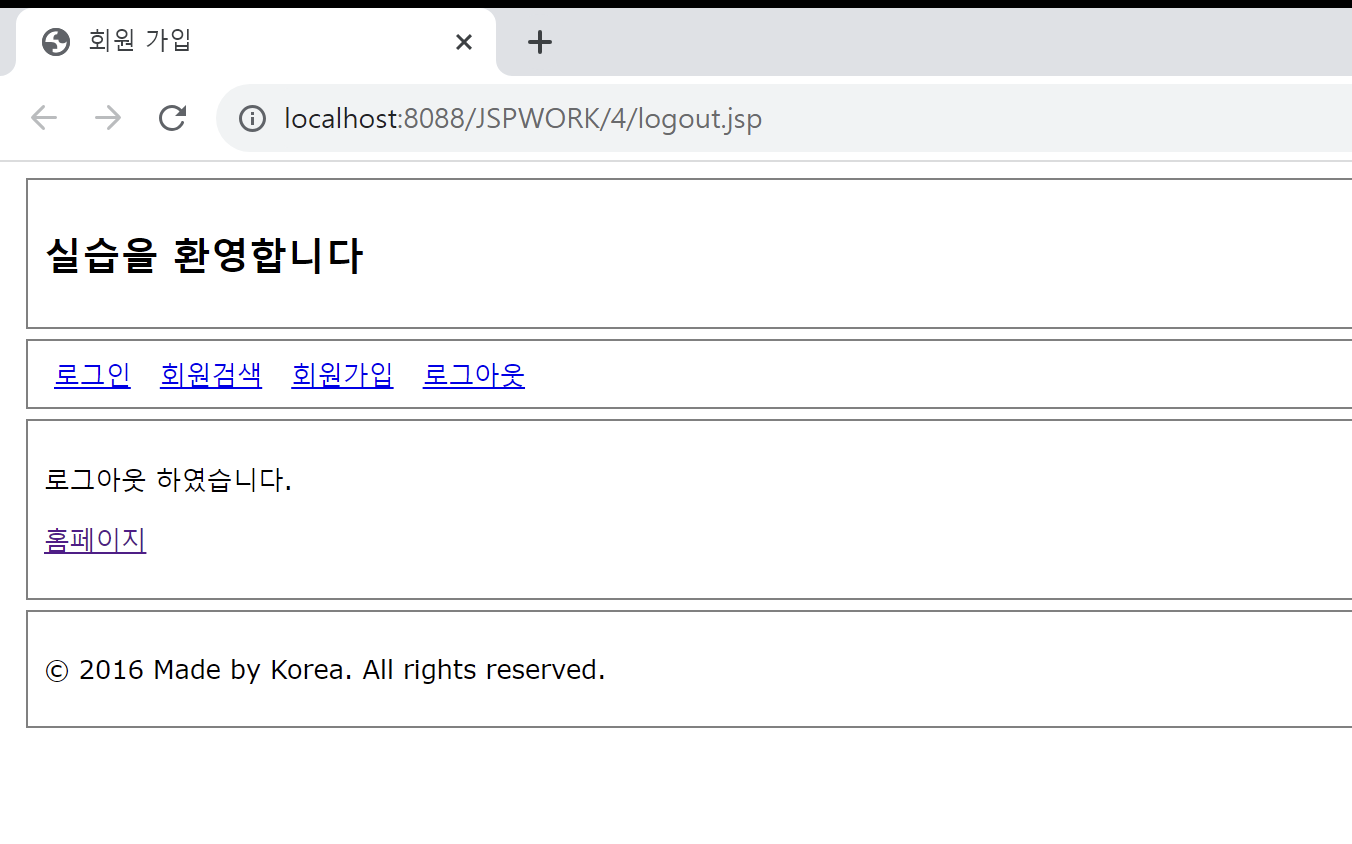 회원 가입
localhost:8088/JSPWORK/4/logout.jsp
실습을 환영합니다
로그인 회원검색 회원가입 로그아웃
로그아웃 하였습니다.
홈페이지
© 2016 Made by Korea. All rights reserved.